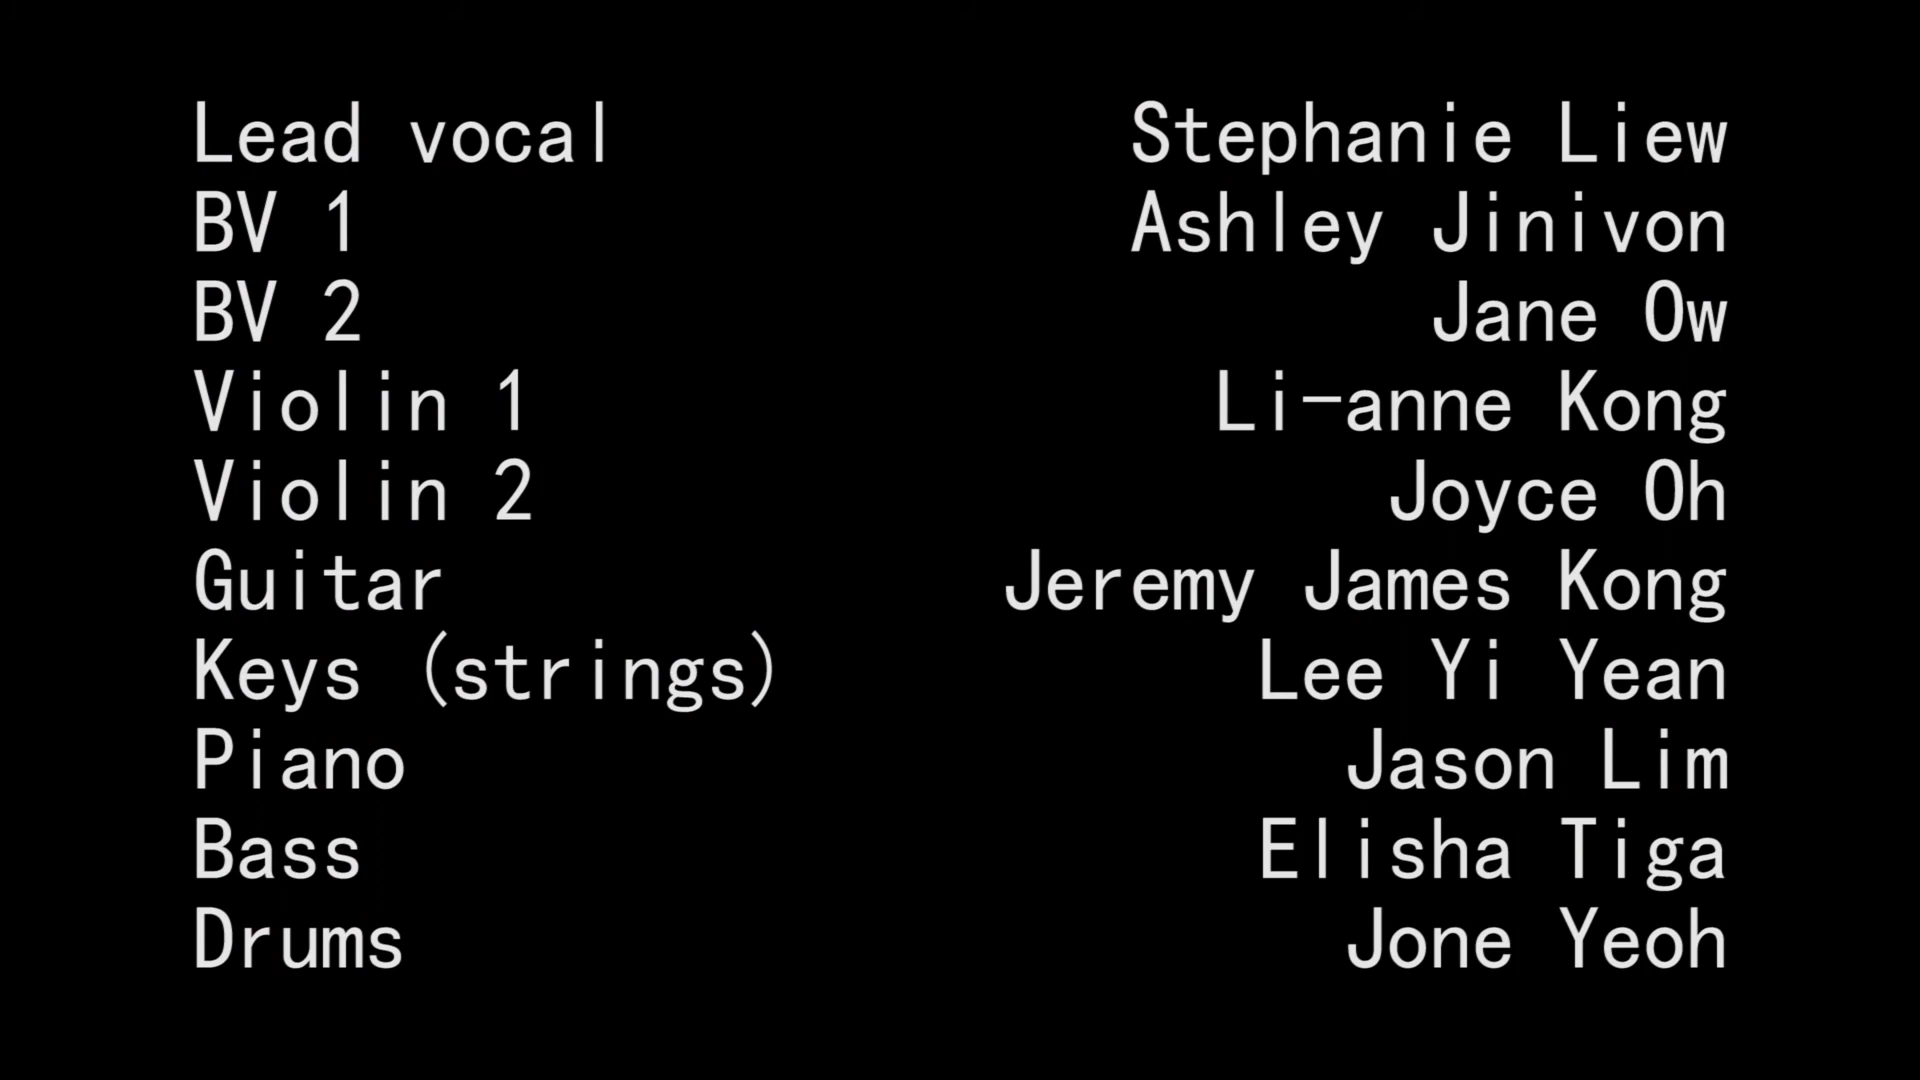 Lead vocal Stephanie Liew
BV 1 Ashley Jinivon
BV 2 Jane Ow
Violin 1 Li-anne Kong
Violin 2 Joyce Oh
Guitar Jeremy James Kong
Keys (strings) Lee Yi Yean
Piano Jason Lim
Bass Elisha Tiga
Drums Jone Yeoh